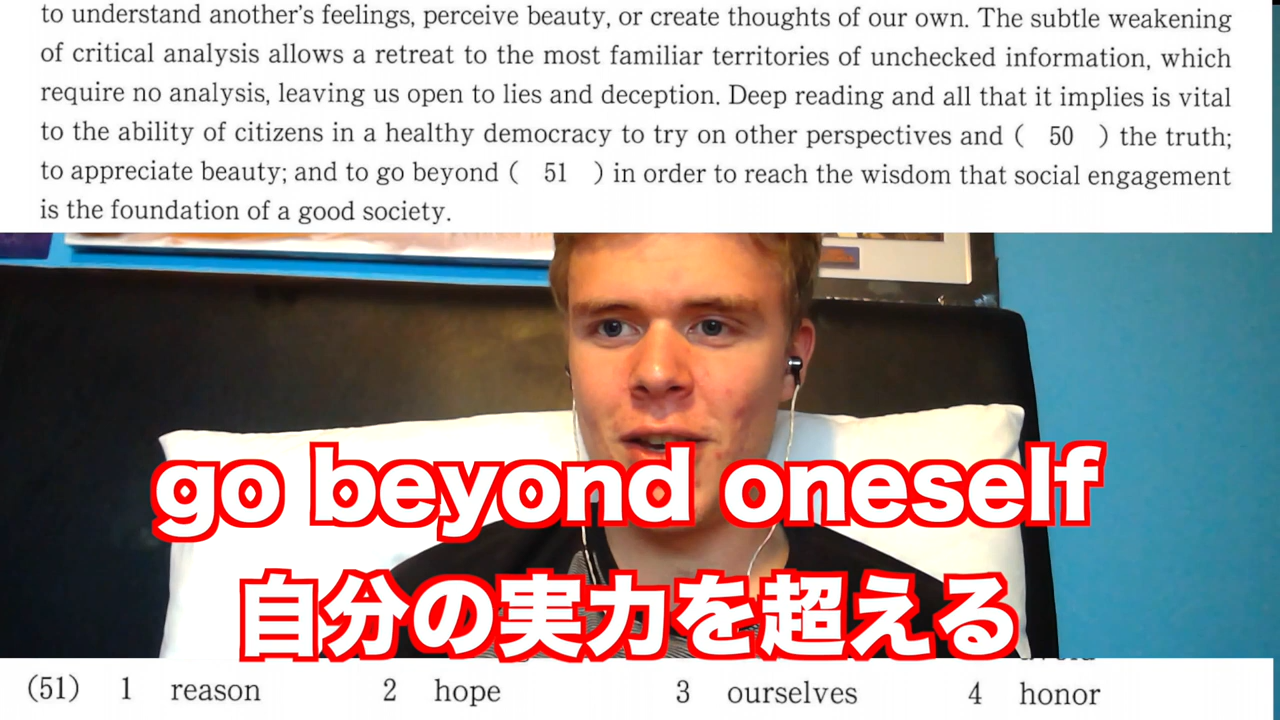 to understand another's feelings, perceive beauty, or create thoughts of our own. The subtle weakening
of critical analysis allows a retreat to the most familiar territories of unchecked information, which
require no analysis, leaving us open to lies and deception. Deep reading and all that it implies is vital
to the ability of citizens in a healthy democracy to try on other perspectives and ( 50 ) the truth;
to appreciate beauty; and to go beyond ( 51 ) in order to reach the wisdom that social engagement
is the foundation of a good society.
go beyond oneself
自分の実力を超える
(51) 1 reason 2 hope 3 ourselves 4 honor